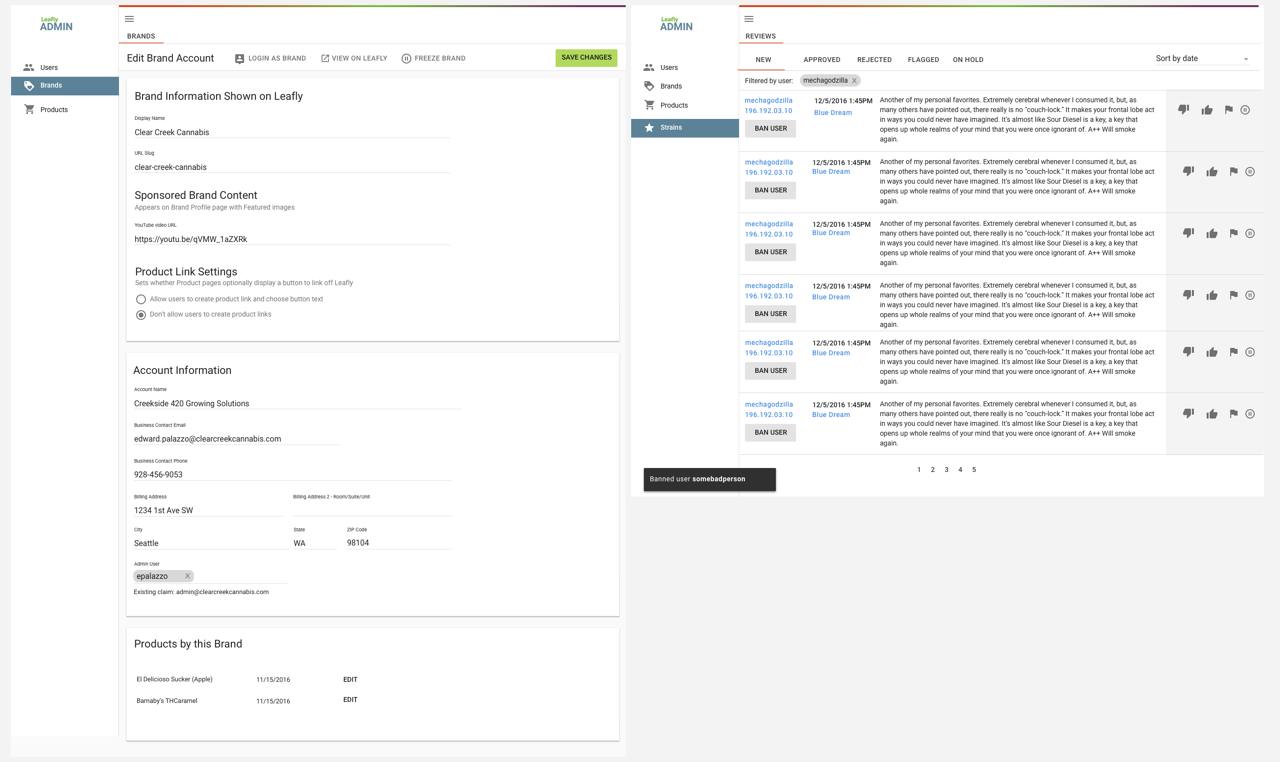 Leafly
ADMIN
Users
Brands
Products
BRANDS
Edit Brand Account
LOGIN AS BRAND
VIEW ON LEAFLY
FREEZE BRAND
SAVE CHANGES
Brand Information Shown on Leafly
Display Name
Clear Creek Cannabis
URL Slug
clear-creek-cannabis
Sponsored Brand Content
Appears on Brand Profile page with Featured images
YouTube video URL
https://youtu.be/qVMW_1aZXRk
Product Link Settings
Sets whether Product pages optionally display a button to link off Leafly
Allow users to create product link and choose button text
Don't allow users to create product links
Account Information
Account Name
Creekside 420 Growing Solutions
Business Contact Email
edward.palazzo@clearcreekcannabis.com
Business Contact Phone
928-456-9053
Billing Address
1234 1st Ave SW
Billing Address 2 - Room/Suite/Unit
City
Seattle
State
WA
ZIP Code
98104
Admin User
epalazzo X
Existing claim: admin@clearcreekcannabis.com
Products by this Brand
El Delicioso Sucker (Apple) 11/15/2016 EDIT
Barnaby's THCaramel 11/15/2016 EDIT
Leafly
ADMIN
Users
Brands
Products
Strains
REVIEWS
NEW APPROVED REJECTED FLAGGED ON HOLD
Sort by date
Filtered by user: mechagodzilla X
mechagodzilla
196.192.03.10
BAN USER
12/5/2016 1:45PM
Blue Dream
Another of my personal favorites. Extremely cerebral whenever I consumed it, but, as
many others have pointed out, there really is no "couch-lock." It makes your frontal lobe act
in ways you could never have imagined. It's almost like Sour Diesel is a key, a key that
opens up whole realms of your mind that you were once ignorant of. A++ Will smoke
again.
mechagodzilla
196.192.03.10
BAN USER
12/5/2016 1:45PM
Blue Dream
Another of my personal favorites. Extremely cerebral whenever I consumed it, but, as
many others have pointed out, there really is no "couch-lock." It makes your frontal lobe act
in ways you could never have imagined. It's almost like Sour Diesel is a key, a key that
opens up whole realms of your mind that you were once ignorant of. A++ Will smoke
again.
mechagodzilla
196.192.03.10
BAN USER
12/5/2016 1:45PM
Blue Dream
Another of my personal favorites. Extremely cerebral whenever I consumed it, but, as
many others have pointed out, there really is no "couch-lock." It makes your frontal lobe act
in ways you could never have imagined. It's almost like Sour Diesel is a key, a key that
opens up whole realms of your mind that you were once ignorant of. A++ Will smoke
again.
mechagodzilla
196.192.03.10
BAN USER
12/5/2016 1:45PM
Blue Dream
Another of my personal favorites. Extremely cerebral whenever I consumed it, but, as
many others have pointed out, there really is no "couch-lock." It makes your frontal lobe act
in ways you could never have imagined. It's almost like Sour Diesel is a key, a key that
opens up whole realms of your mind that you were once ignorant of. A++ Will smoke
again.
mechagodzilla
196.192.03.10
BAN USER
12/5/2016 1:45PM
Blue Dream
Another of my personal favorites. Extremely cerebral whenever I consumed it, but, as
many others have pointed out, there really is no "couch-lock." It makes your frontal lobe act
in ways you could never have imagined. It's almost like Sour Diesel is a key, a key that
opens up whole realms of your mind that you were once ignorant of. A++ Will smoke
again.
mechagodzilla
196.192.03.10
BAN USER
12/5/2016 1:45PM
Blue Dream
Another of my personal favorites. Extremely cerebral whenever I consumed it, but, as
many others have pointed out, there really is no "couch-lock." It makes your frontal lobe act
in ways you could never have imagined. It's almost like Sour Diesel is a key, a key that
opens up whole realms of your mind that you were once ignorant of. A++ Will smoke
again.
1 2 3 4 5
Banned user somebadperson